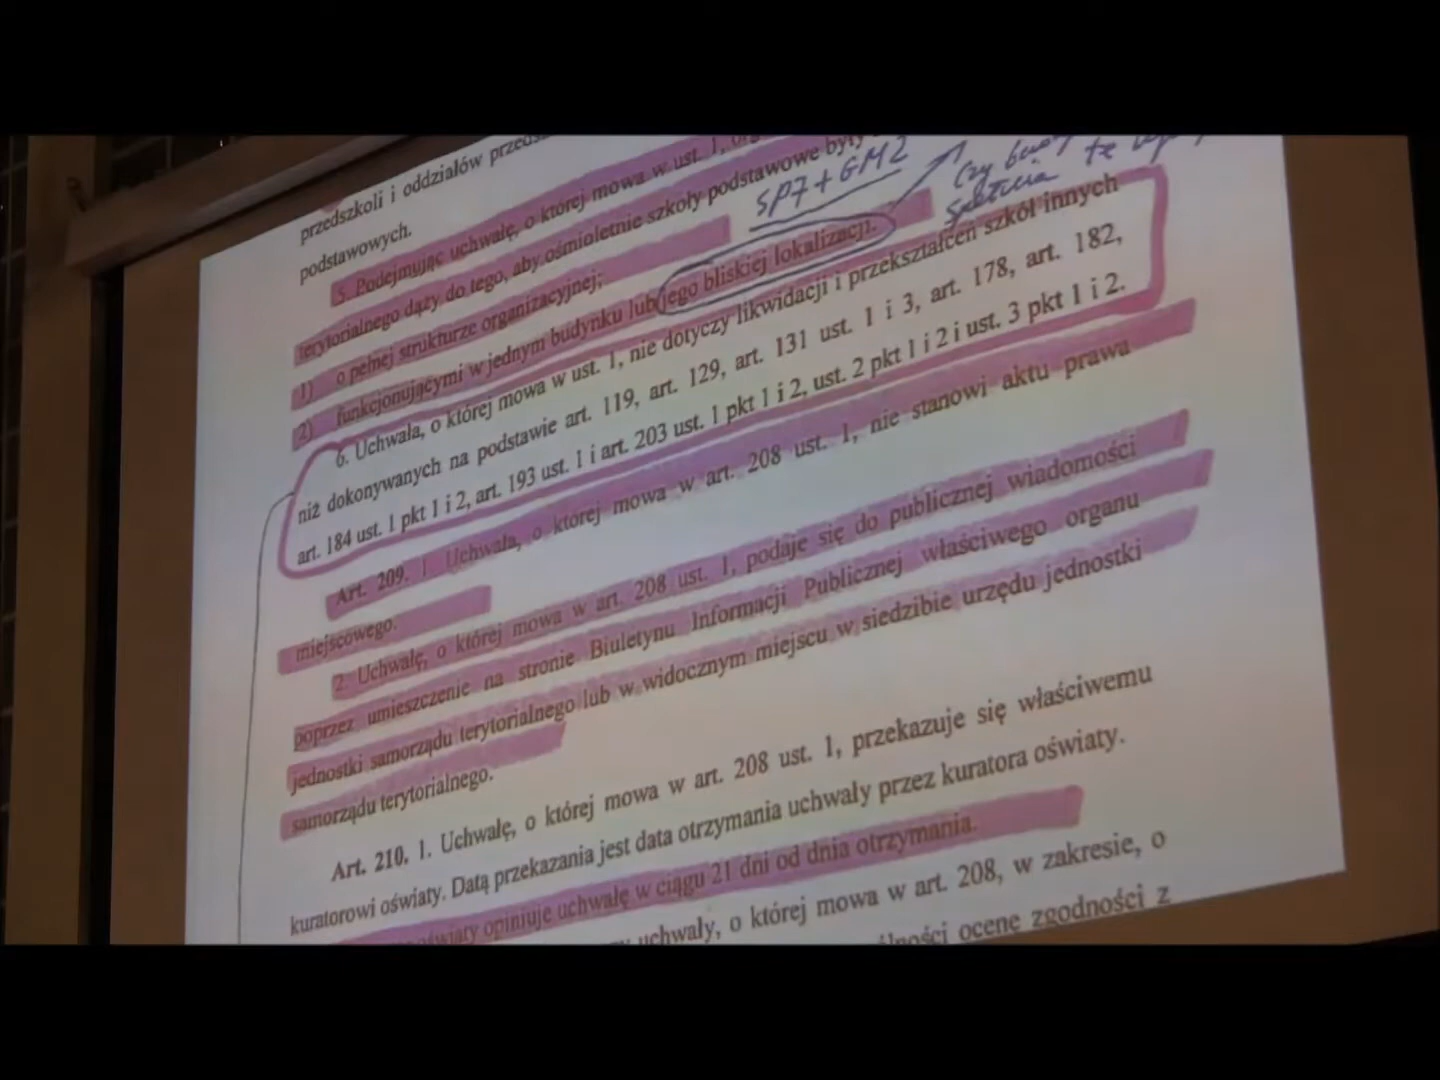 przedszkoli i oddziałów
podstawowych.
5. Podejmując uchwałę, o której mowa w ust. 1,
terytorialnego dąży do tego, aby ośmioletnie szkoły podstawowe były
1) o pełnej strukturze organizacyjnej;
SP7 + GM2
Czy
te
2) funkcjonującymi w jednym budynku lub jego bliskiej lokalizacji.
6. Uchwała, o której mowa w ust. 1, nie dotyczy likwidacji i przekształceń szkół innych
niż dokonywanych na podstawie art. 119, art. 129, art. 131 ust. 1 i 3, art. 178, art. 182,
art. 184 ust. 1 pkt 1 i 2, art. 193 ust. 1 i art. 203 ust. 1 pkt 1 i 2, ust. 2 pkt 1 i 2 i ust. 3 pkt 1 i 2.
Art. 209. 1 Uchwała, o której mowa w art. 208 ust. 1, nie stanowi aktu prawa
miejscowego.
2. Uchwałę, o której mowa w art. 208 ust. 1, podaje się do publicznej wiadomości
poprzez umieszczenie na stronie Biuletynu Informacji Publicznej właściwego organu
jednostki samorządu terytorialnego lub w widocznym miejscu w siedzibie urzędu jednostki
samorządu terytorialnego.
Art. 210. 1. Uchwałę, o której mowa w art. 208 ust. 1, przekazuje się właściwemu
kuratorowi oświaty. Datą przekazania jest data otrzymania uchwały przez kuratora oświaty.
oświaty opiniuje uchwałę w ciągu 21 dni od dnia otrzymania.
uchwały, o której mowa w art. 208, w zakresie, o
ocenę zgodności z